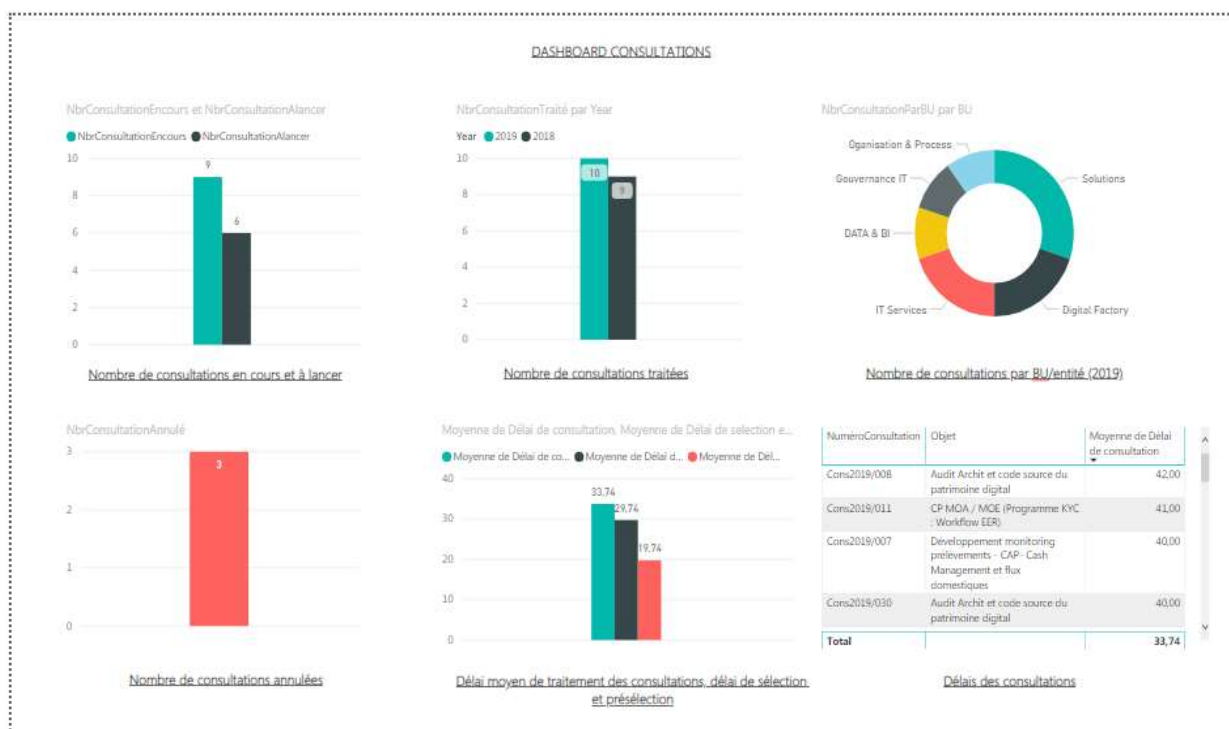 DASHBOARD CONSULTATIONS
NbrConsultationEncours et NbrConsultationAlancer
NbrConsultationEncours NbrConsultationAlancer
10
9
8
6
6
4
2
0
Nombre de consultations en cours et à lancer
NbrConsultationTraité par Year
Year 2019 2018
10
10
9
8
6
4
2
0
Nombre de consultations traitées
NbrConsultationParBU par BU
Oganisation & Process
Gouvernance IT
Solutions
DATA & BI
IT Services
Digital Factory
Nombre de consultations par BU/entité (2019)
NbrConsultationAnnulé
3
3
2
1
0
Nombre de consultations annulées
Moyenne de Délai de consultation, Moyenne de Délai de selection e...
Moyenne de Délai de co... Moyenne de Délai d... Moyenne de Dél...
40
33,74
30
29,74
20
19,74
10
0
Délai moyen de traitement des consultations, délai de sélection
et présélection
NuméroConsultation Objet Moyenne de Délai
de consultation
Cons2019/008 Audit Archit et code source du 42,00
patrimoine digital
Cons2019/011 CP MOA / MOE (Programme KYC 41,00
: Workflow EER)
Cons2019/007 Développement monitoring 40,00
prélèvements - CAP- Cash
Management et flux
domestiques
Cons2019/030 Audit Archit et code source du 40,00
patrimoine digital
Total 33,74
Délais des consultations